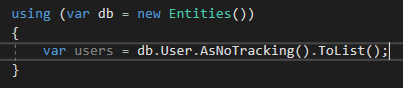 using (var db = new Entities())
{
var users = db.User.AsNoTracking().ToList();
}